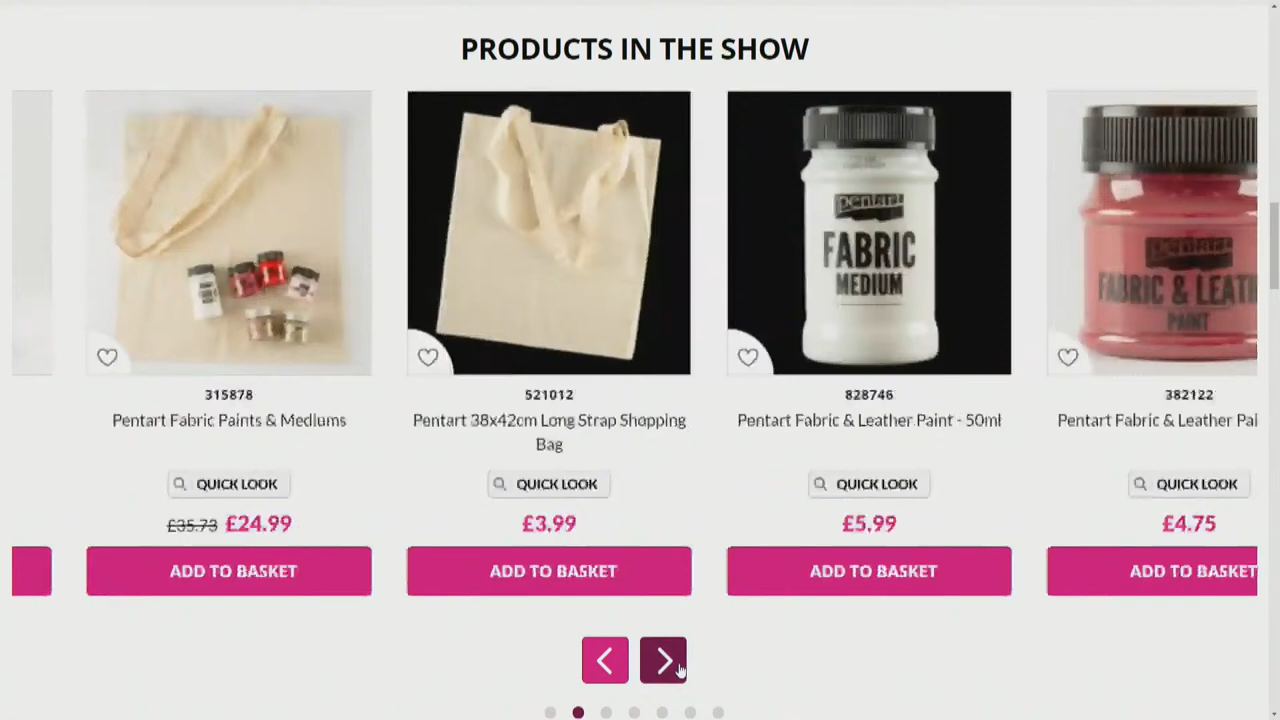 PRODUCTS IN THE SHOW
pentart
FABRIC
MEDIUM
pentart
FABRIC & LEATH
PAINT
315878
521012
828746
382122
Pentart Fabric Paints & Mediums
Pentart 38x42cm Long Strap Shopping
Bag
Pentart Fabric & Leather Paint - 50ml
Pentart Fabric & Leather Pai
QUICK LOOK
QUICK LOOK
QUICK LOOK
QUICK LOOK
£35.73 £24.99
£3.99
£5.99
£4.75
ADD TO BASKET
ADD TO BASKET
ADD TO BASKET
ADD TO BASKET